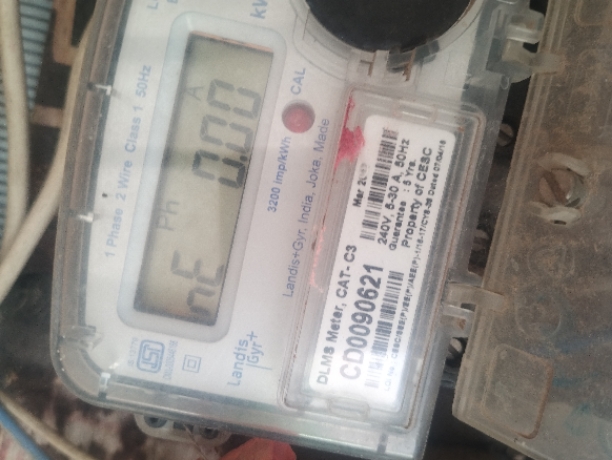 1 Phase 2 Wire Class 1 50Hz
A
Ph 0.00
CAL
3200 imp/kWh
Landis+Gyr, India, Joka, Made
Landis
Gyr+
DLMS Meter, CAT-C3
Mar
CD0090621
240V, 5-30 A, 50Hz
Guarantee : 5 Yrs.
Property of CESC